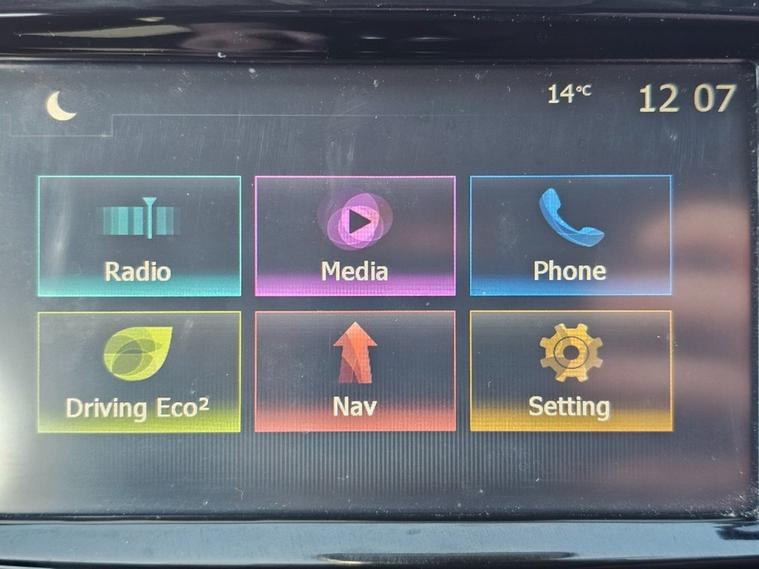 14°C 12 07
Radio Media Phone
Driving Eco² Nav Setting